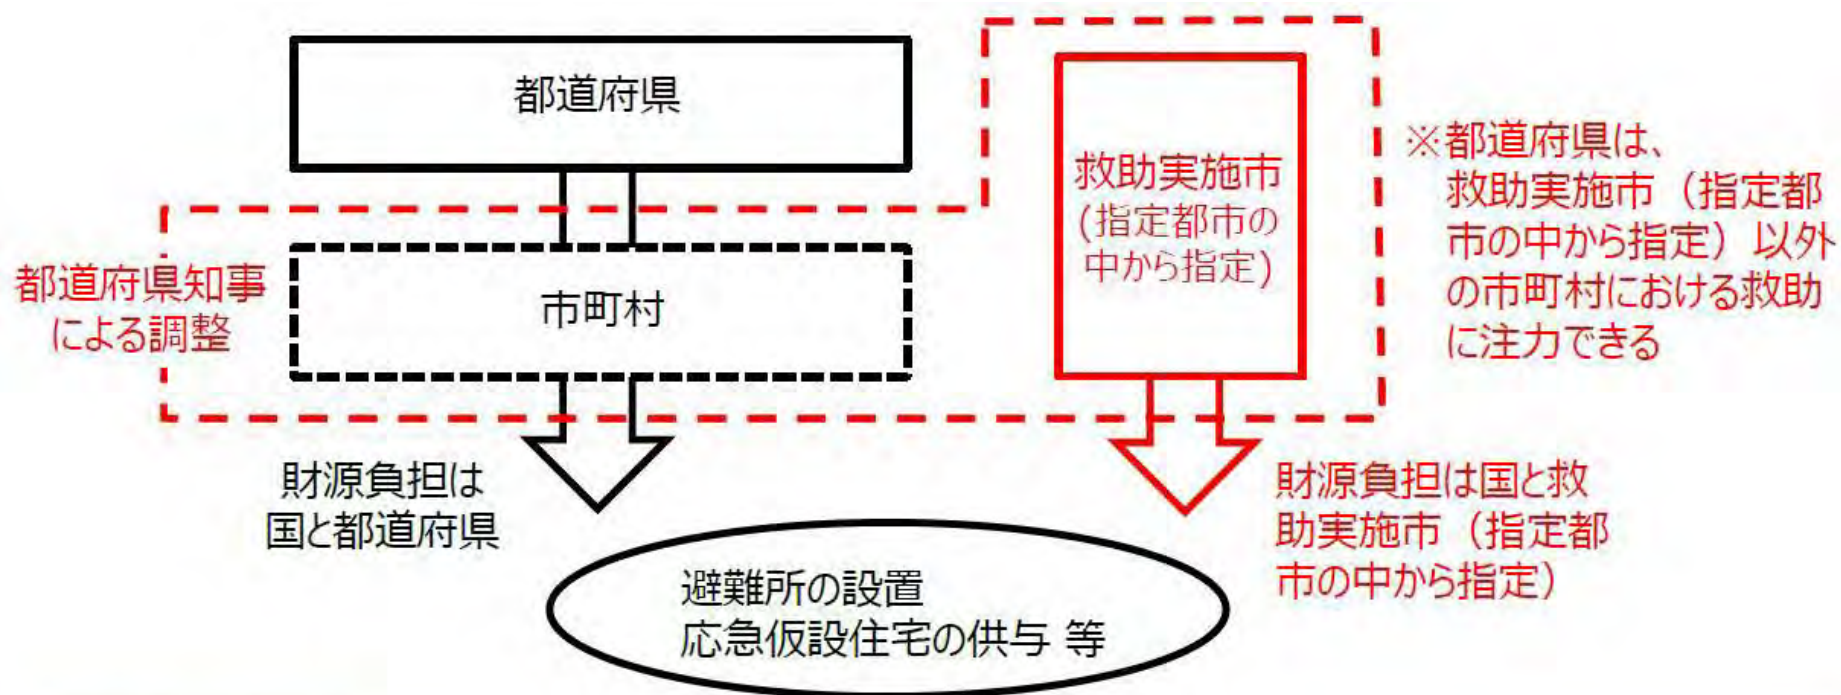 都道府県
救助実施市
(指定都市の
中から指定)
※都道府県は、
救助実施市（指定都
市の中から指定）以外
の市町村における救助
に注力できる
都道府県知事
による調整
市町村
財源負担は
国と都道府県
財源負担は国と救
助実施市（指定都
市の中から指定）
避難所の設置
応急仮設住宅の供与 等